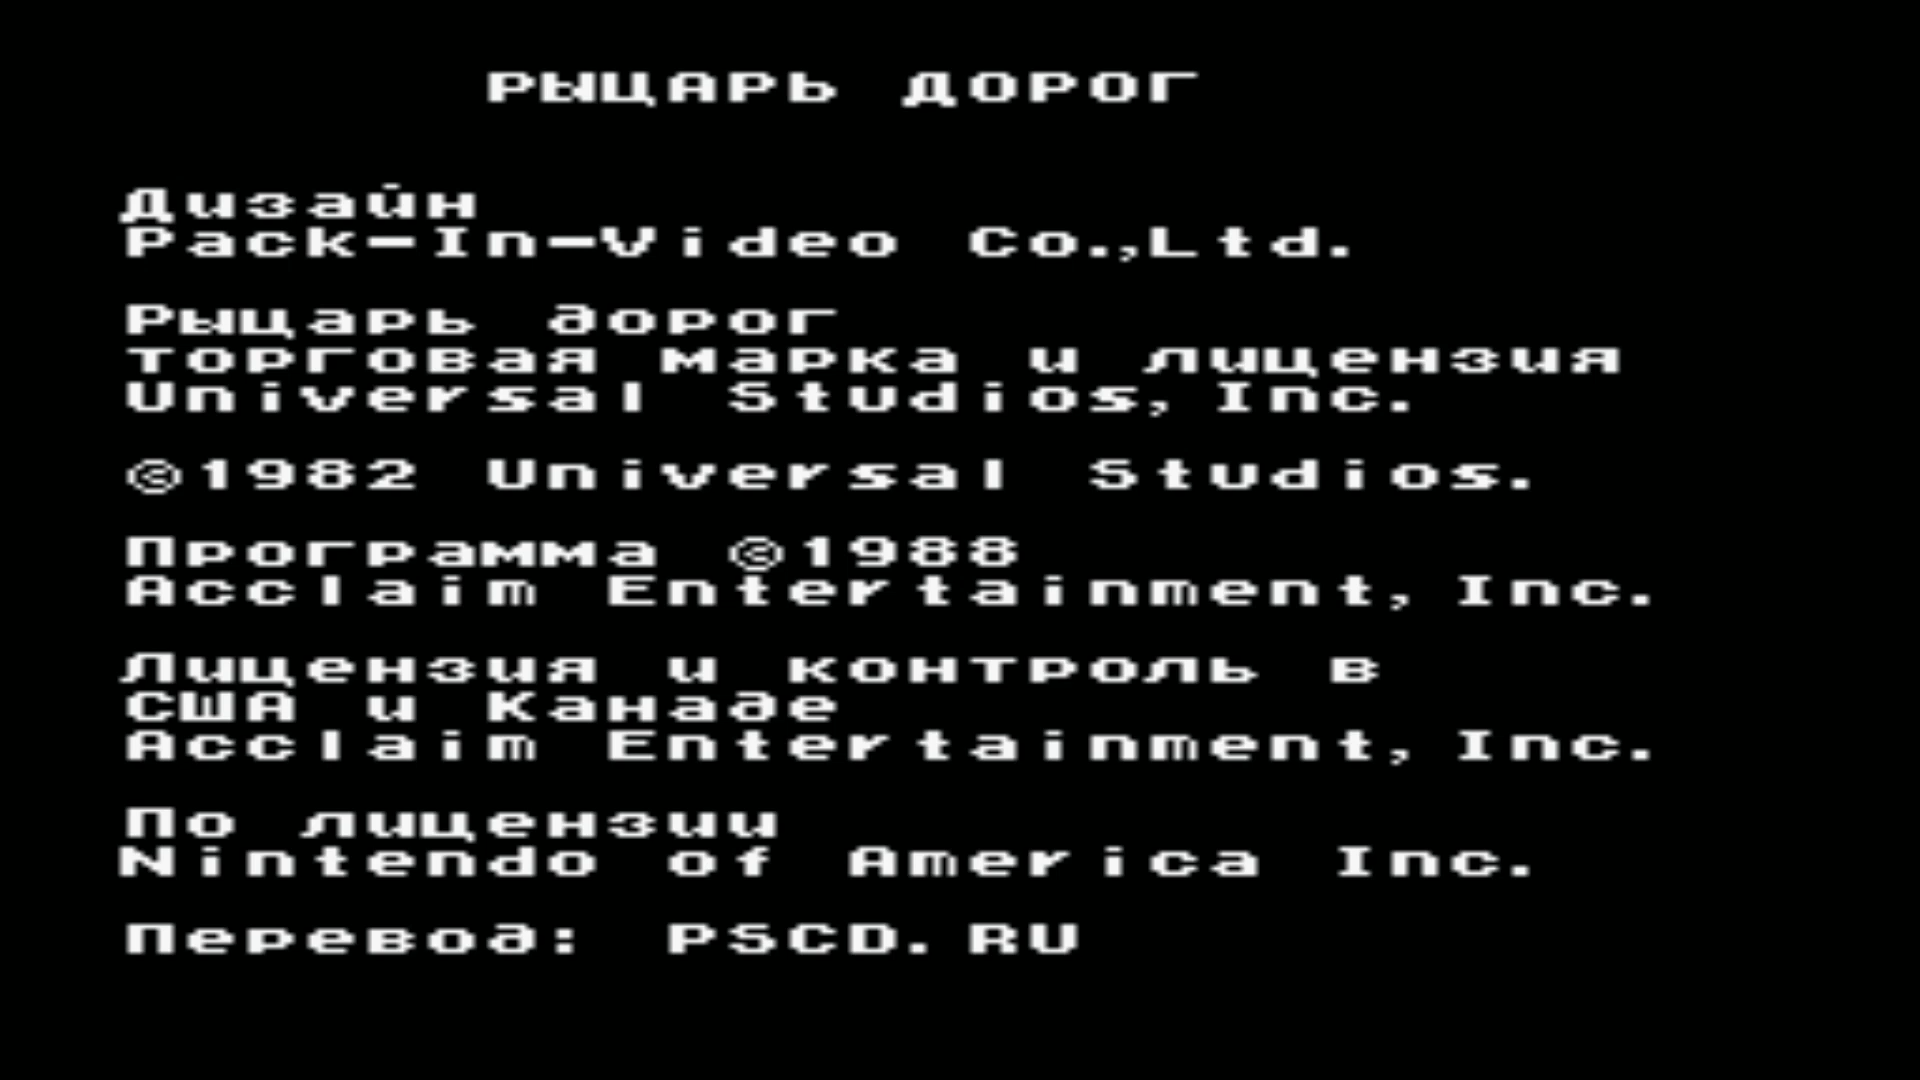 РЫЦАРЬ ДОРОГ
Дизайн
Pack-In-Video Co.,Ltd.
Рыцарь дорог
торговая марка и лицензия
Universal Studios,Inc.
©1982 Universal Studios.
Программа ©1988
Acclaim Entertainment,Inc.
Лицензия и контроль в
США и Канаде
Acclaim Entertainment,Inc.
По лицензии
Nintendo of America Inc.
Перевод: PSCD.RU